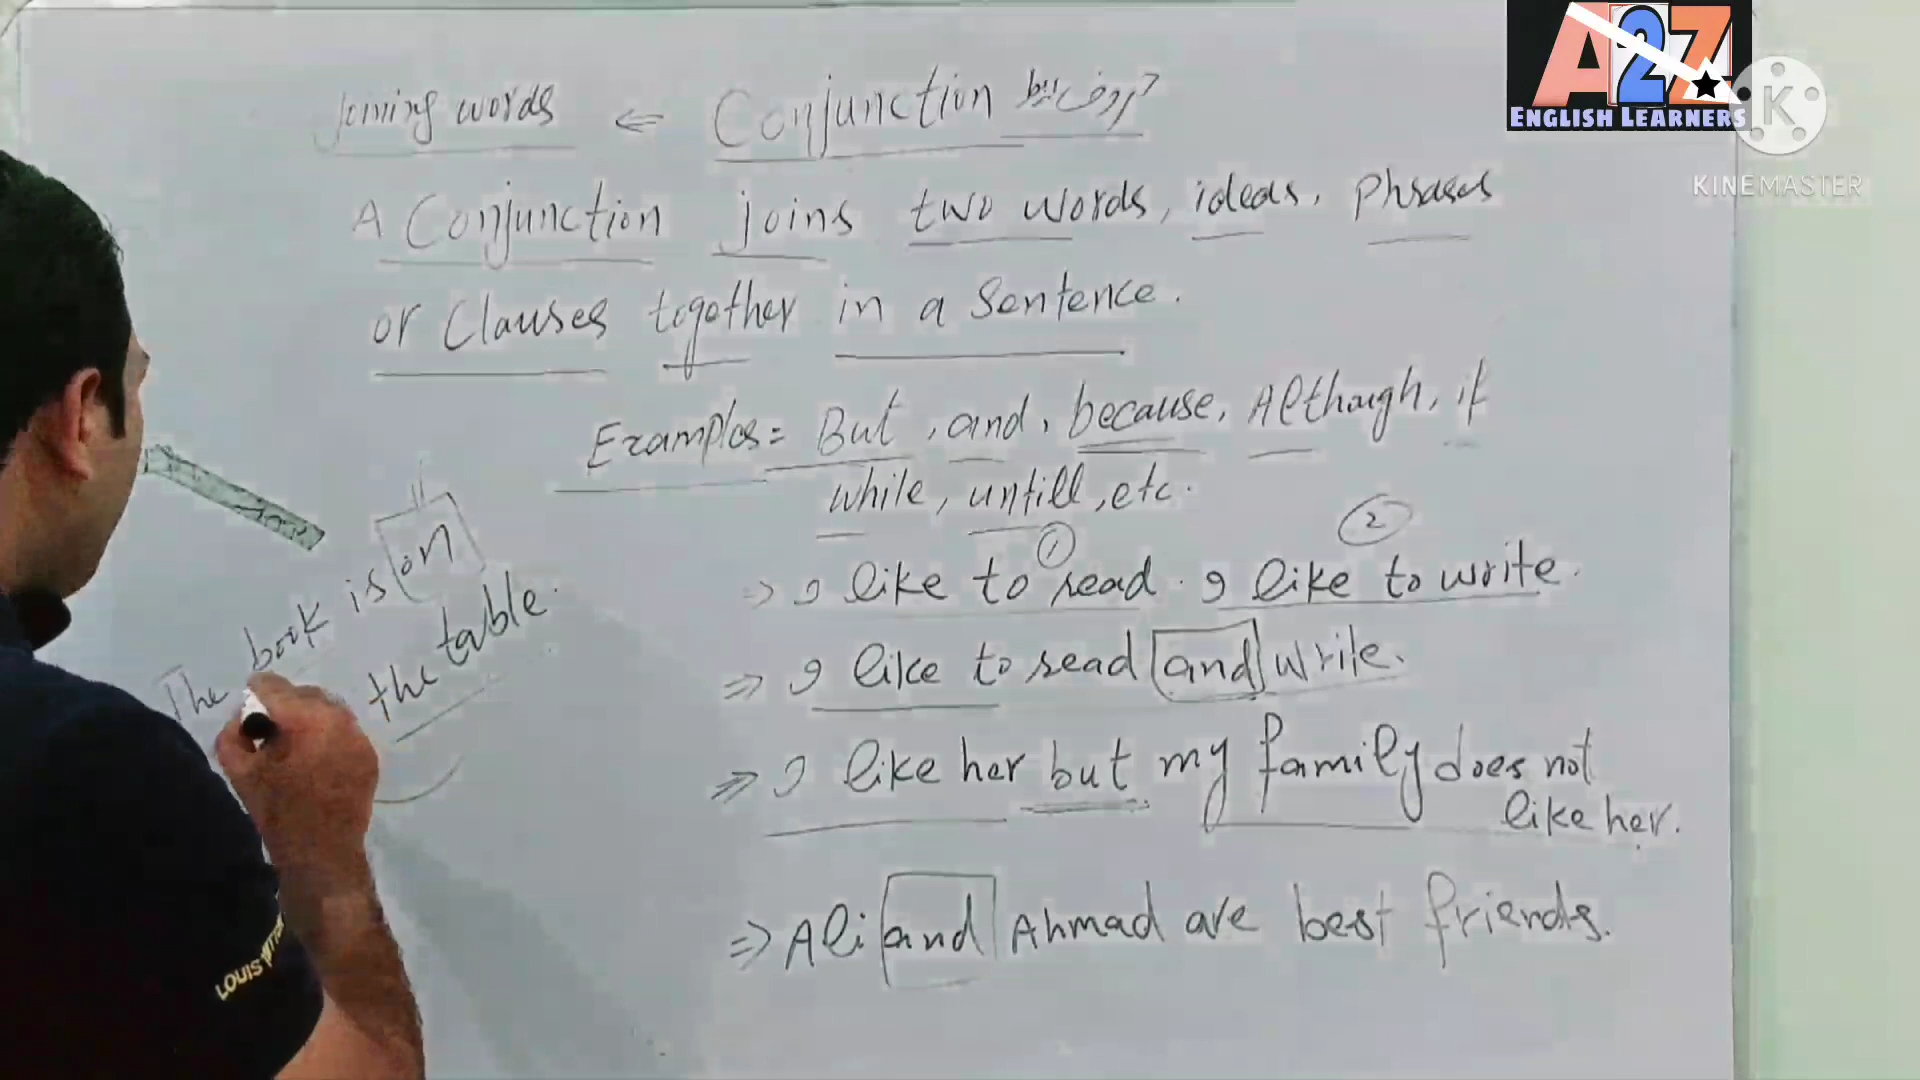 Joining words ⇐ Conjunction حروف ربط
A Conjunction joins two words, ideas, Phrases
or Clauses together in a Sentence.
Examples = But, and, because, Although, if
while, untill, etc.
① ②
⇒ I like to read. I like to write.
⇒ I like to read and write.
⇒ I like her but my family does not
like her.
⇒ Ali and Ahmad are best friends.
The book is on
the table.
A2Z
ENGLISH LEARNERS
K
KINEMASTER
LOUIS